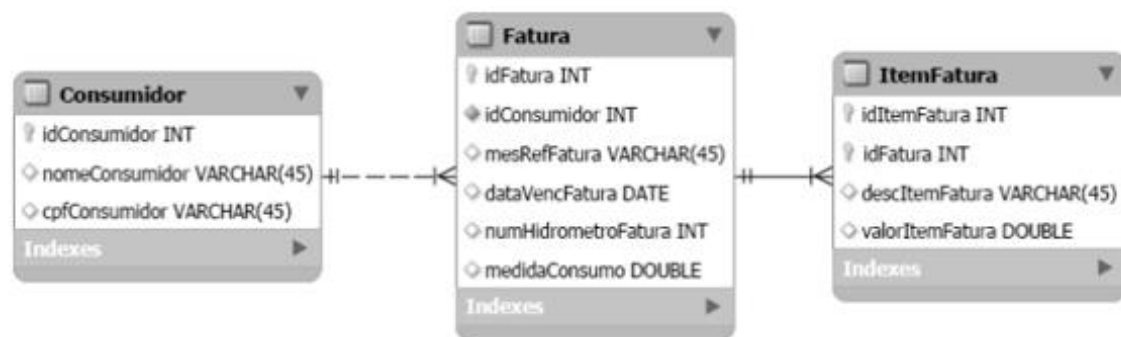 Consumidor
idConsumidor INT
nomeConsumidor VARCHAR(45)
cpfConsumidor VARCHAR(45)
Indexes
Fatura
idFatura INT
idConsumidor INT
mesRefFatura VARCHAR(45)
dataVencFatura DATE
numHidrometroFatura INT
medidaConsumo DOUBLE
Indexes
ItemFatura
idItemFatura INT
idFatura INT
descItemFatura VARCHAR(45)
valorItemFatura DOUBLE
Indexes